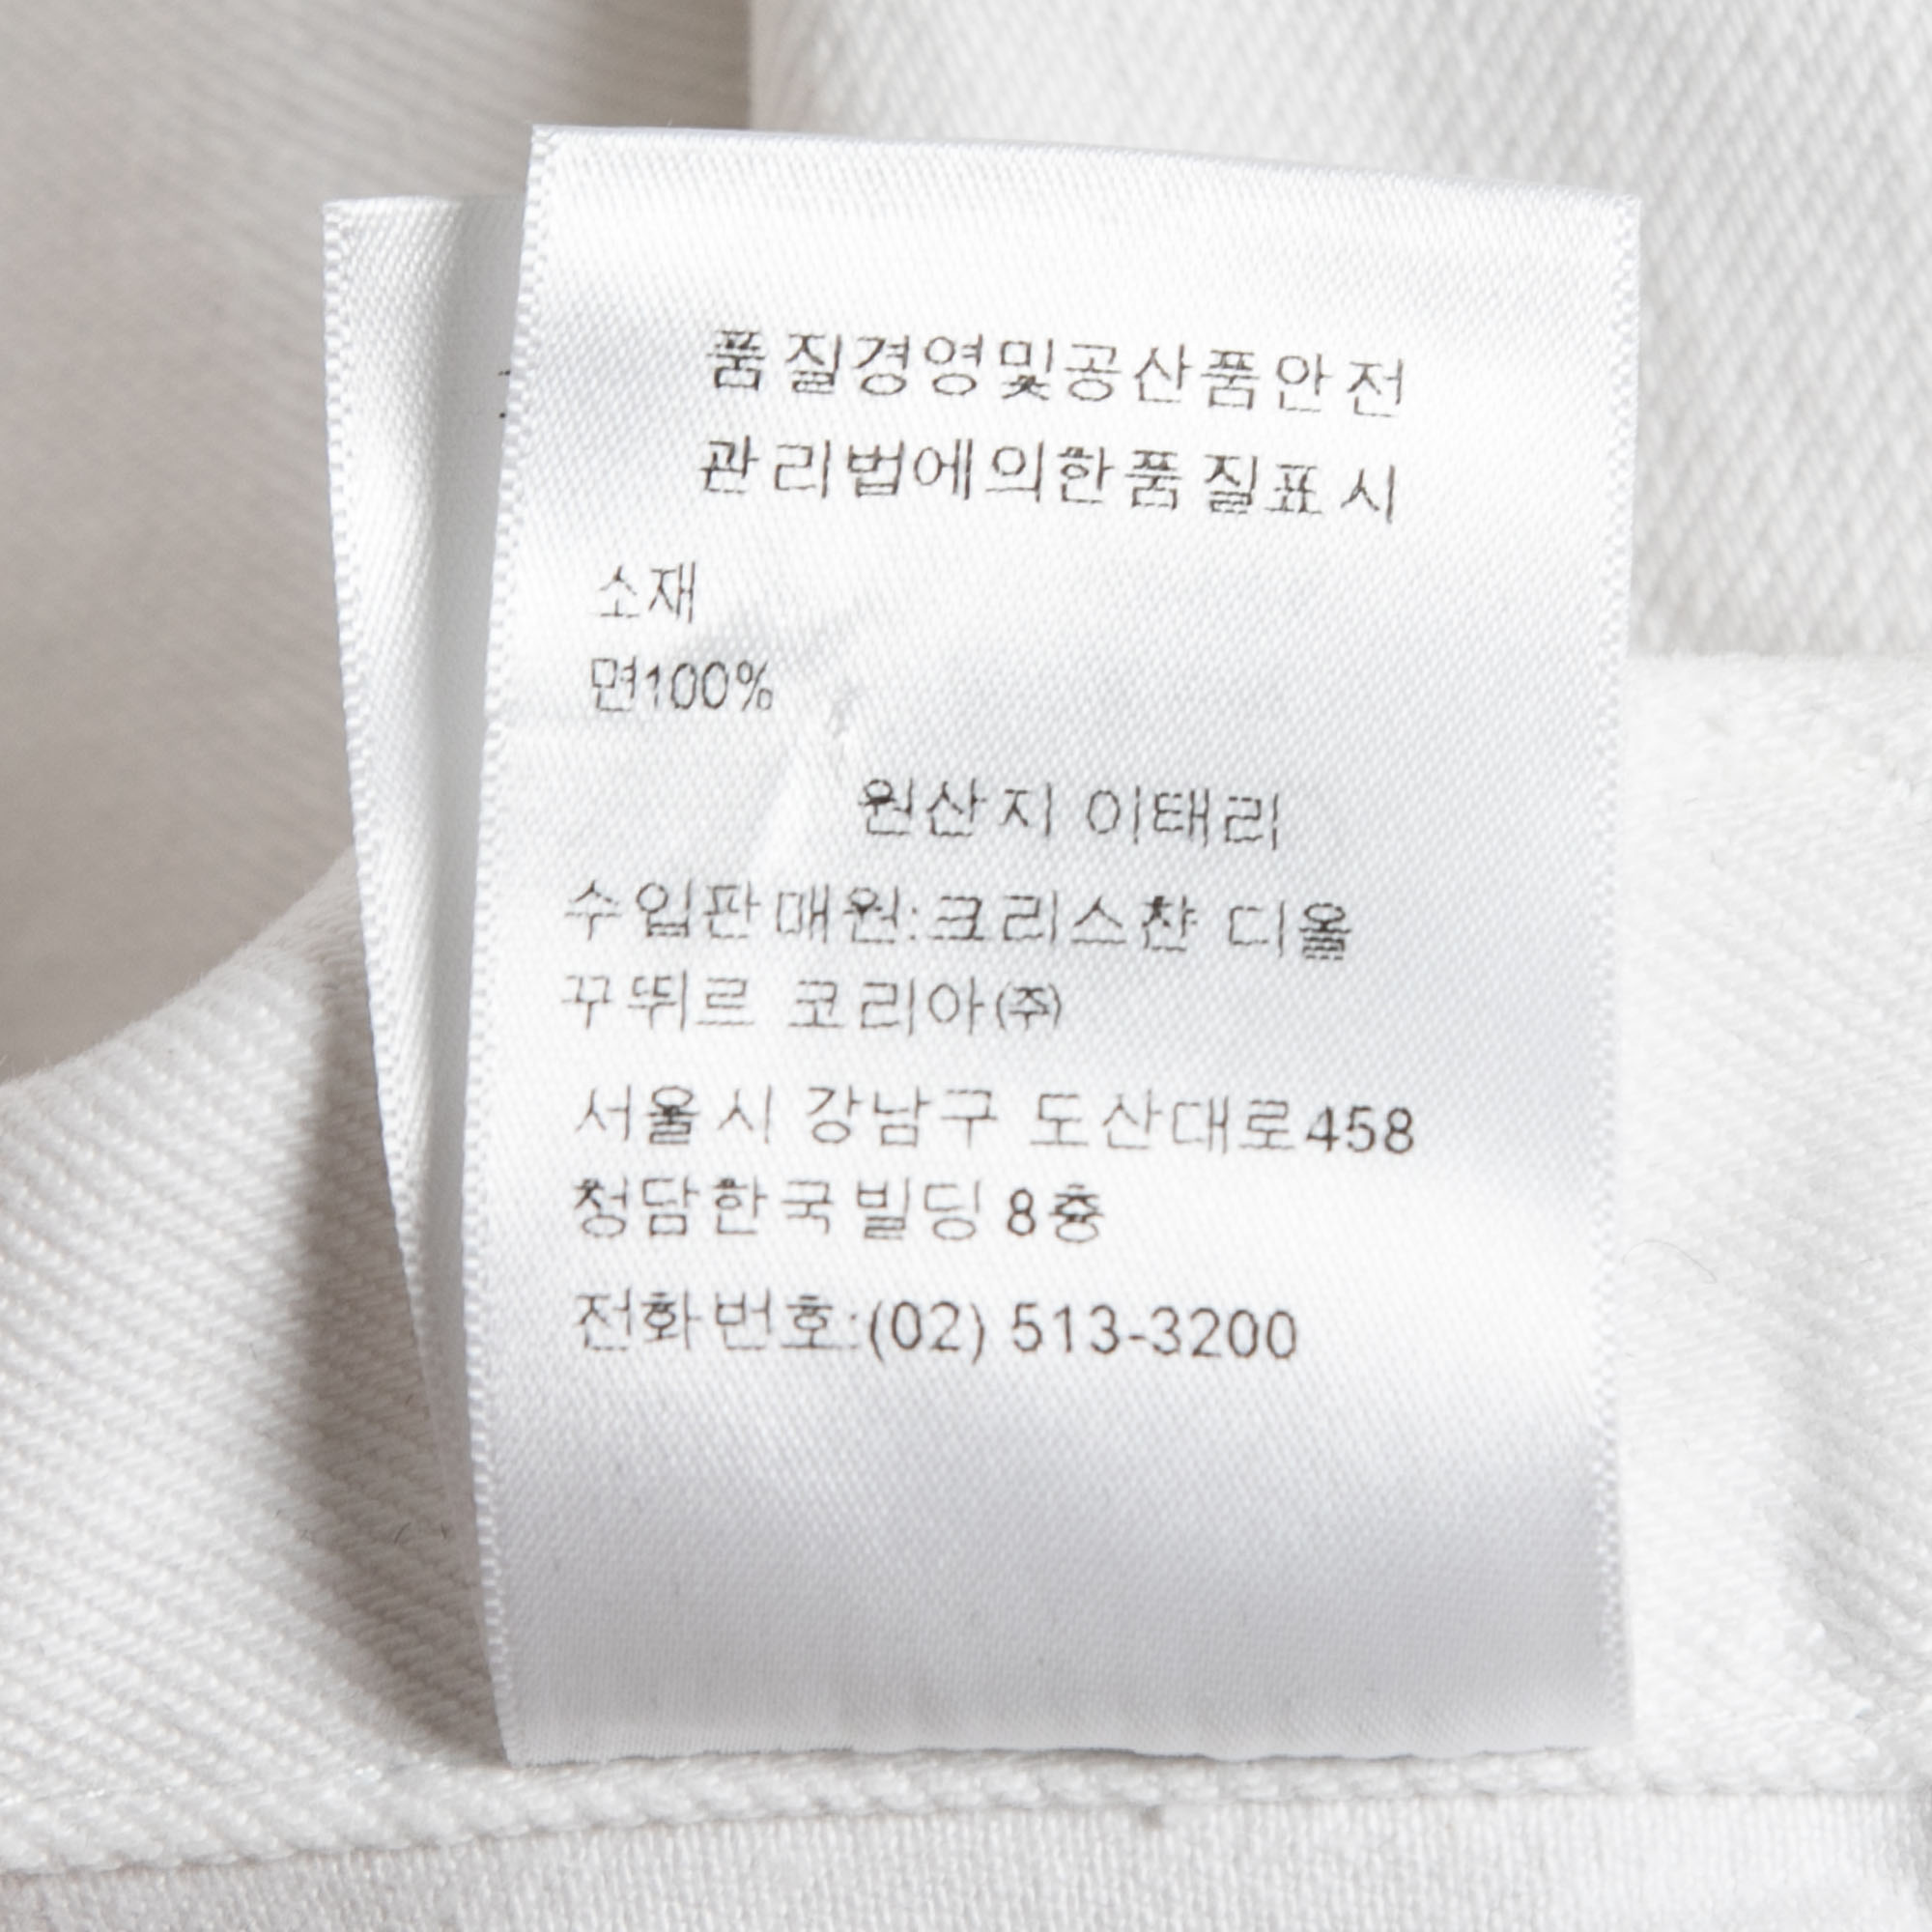 품질경영및공산품안전
관리법에의한품질표시
소재
면100%
원산지 이태리
수입판매원:크리스챤 디올
꾸뛰르 코리아㈜
서울시 강남구 도산대로458
청담한국빌딩 8층
전화번호:(02) 513-3200